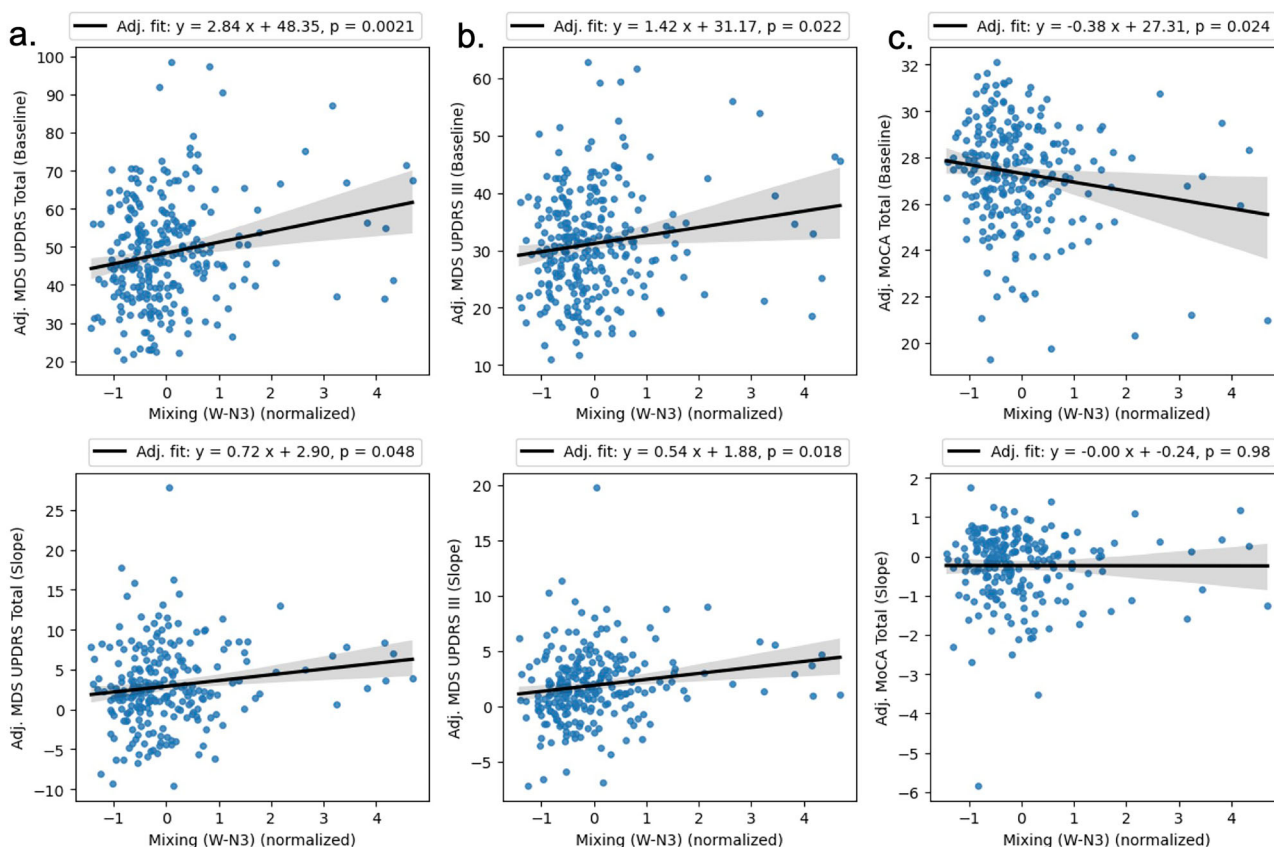 a.
Adj. fit: y = 2.84 x + 48.35, p = 0.0021
100
90
80
70
60
50
40
30
20
Adj. MDS UPDRS Total (Baseline)
−1 0 1 2 3 4
Mixing (W-N3) (normalized)
b.
Adj. fit: y = 1.42 x + 31.17, p = 0.022
60
50
40
30
20
10
Adj. MDS UPDRS III (Baseline)
−1 0 1 2 3 4
Mixing (W-N3) (normalized)
c.
Adj. fit: y = -0.38 x + 27.31, p = 0.024
32
30
28
26
24
22
20
Adj. MoCA Total (Baseline)
−1 0 1 2 3 4
Mixing (W-N3) (normalized)
Adj. fit: y = 0.72 x + 2.90, p = 0.048
25
20
15
10
5
0
−5
−10
Adj. MDS UPDRS Total (Slope)
−1 0 1 2 3 4
Mixing (W-N3) (normalized)
Adj. fit: y = 0.54 x + 1.88, p = 0.018
20
15
10
5
0
−5
Adj. MDS UPDRS III (Slope)
−1 0 1 2 3 4
Mixing (W-N3) (normalized)
Adj. fit: y = -0.00 x + -0.24, p = 0.98
2
1
0
−1
−2
−3
−4
−5
−6
Adj. MoCA Total (Slope)
−1 0 1 2 3 4
Mixing (W-N3) (normalized)